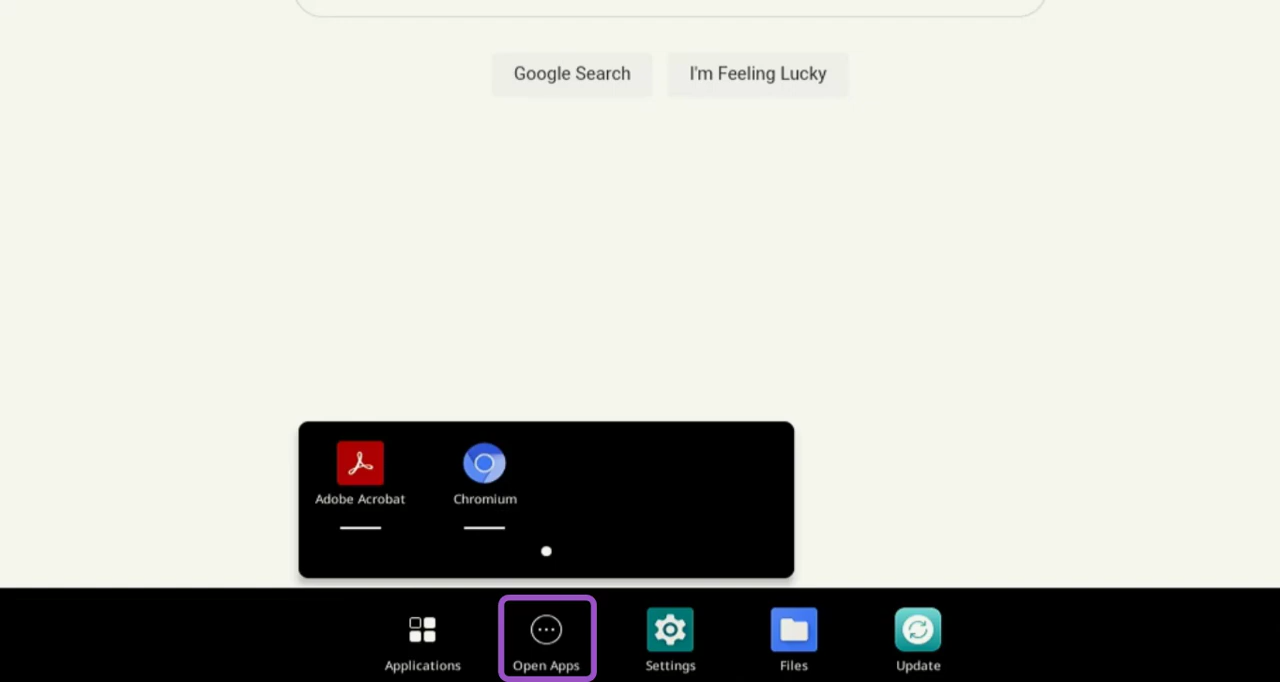 Google Search
I'm Feeling Lucky
Adobe Acrobat
Chromium
Applications
Open Apps
Settings
Files
Update